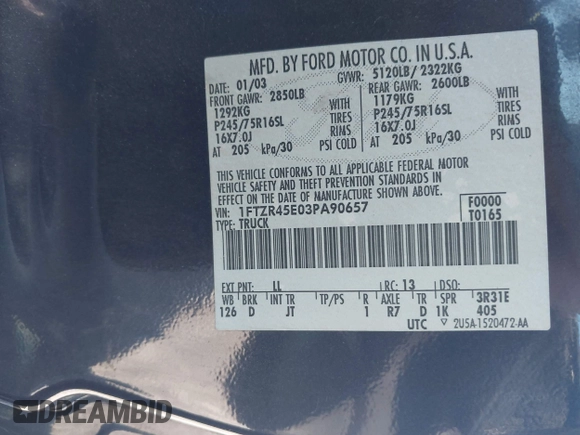 MFD. BY FORD MOTOR CO. IN U.S.A.
DATE: 01/03 GVWR: 5120LB/ 2322KG
FRONT GAWR: 2850LB REAR GAWR: 2600LB
1292KG WITH 1179KG WITH
P245/75R16SL TIRES P245/75R16SL TIRES
16X7.0J RIMS 16X7.0J RIMS
AT 205 kPa/30 PSI COLD AT 205 kPa/30 PSI COLD
THIS VEHICLE CONFORMS TO ALL APPLICABLE FEDERAL MOTOR
VEHICLE SAFETY AND THEFT PREVENTION STANDARDS IN
EFFECT ON THE DATE OF MANUFACTURE SHOWN ABOVE.
VIN: 1FTZR45E03PA90657 F0000
TYPE: TRUCK T0165
EXT PNT: LL RC: 13 DSO:
WB BRK INT TR TP/PS R AXLE TR SPR 3R31E
126 D JT 1 R7 D 1K 405
UTC 2U5A-1520472-AA
DREAMBID